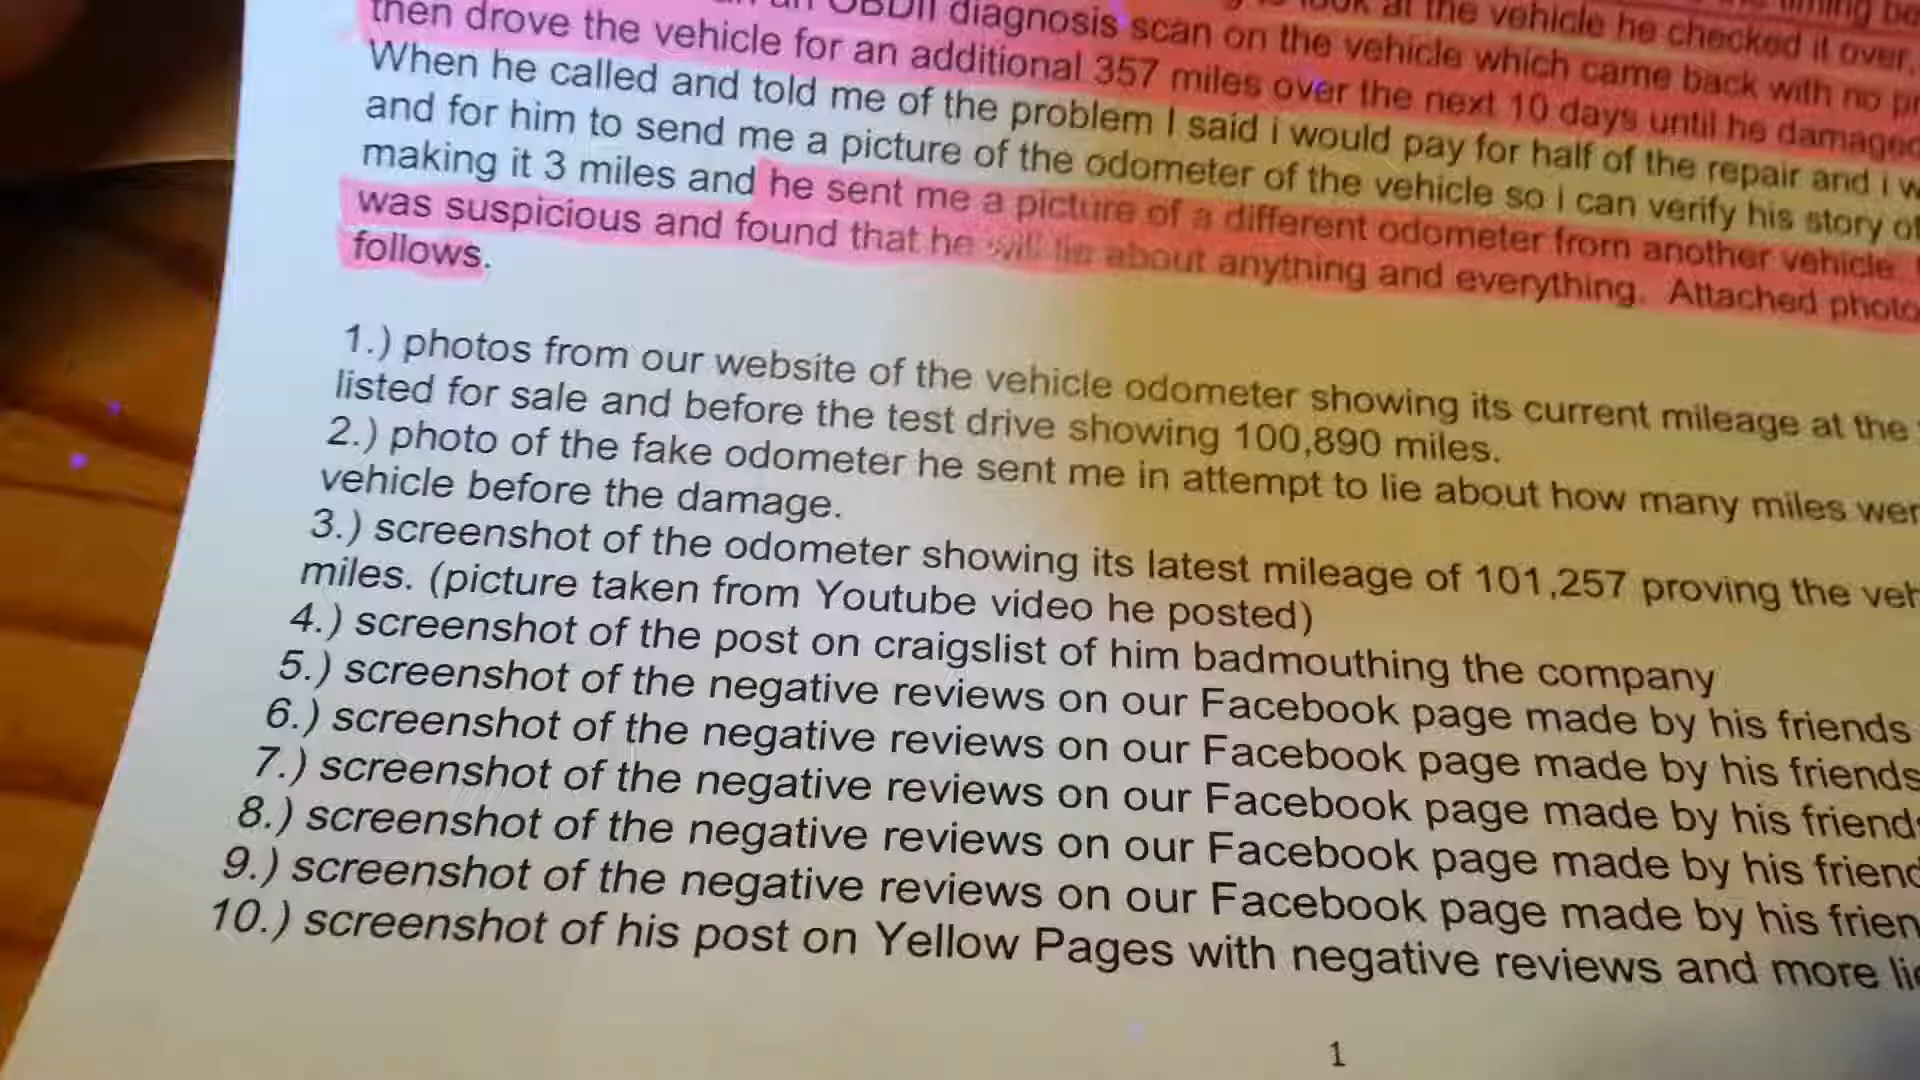 the vehicle he checked it over.
OBDII diagnosis scan on the vehicle which came back with no
then drove the vehicle for an additional 357 miles over the next 10 days until he damaged
When he called and told me of the problem I said i would pay for half of the repair and i
and for him to send me a picture of the odometer of the vehicle so i can verify his story of
making it 3 miles and he sent me a picture of a different odometer from another vehicle.
was suspicious and found that he will lie about anything and everything. Attached photo
follows.
1.) photos from our website of the vehicle odometer showing its current mileage at the
listed for sale and before the test drive showing 100,890 miles.
2.) photo of the fake odometer he sent me in attempt to lie about how many miles wer
vehicle before the damage.
3.) screenshot of the odometer showing its latest mileage of 101,257 proving the veh
miles. (picture taken from Youtube video he posted)
4.) screenshot of the post on craigslist of him badmouthing the company
5.) screenshot of the negative reviews on our Facebook page made by his friends
6.) screenshot of the negative reviews on our Facebook page made by his friends
7.) screenshot of the negative reviews on our Facebook page made by his friend
8.) screenshot of the negative reviews on our Facebook page made by his friend
9.) screenshot of the negative reviews on our Facebook page made by his frien
10.) screenshot of his post on Yellow Pages with negative reviews and more
1